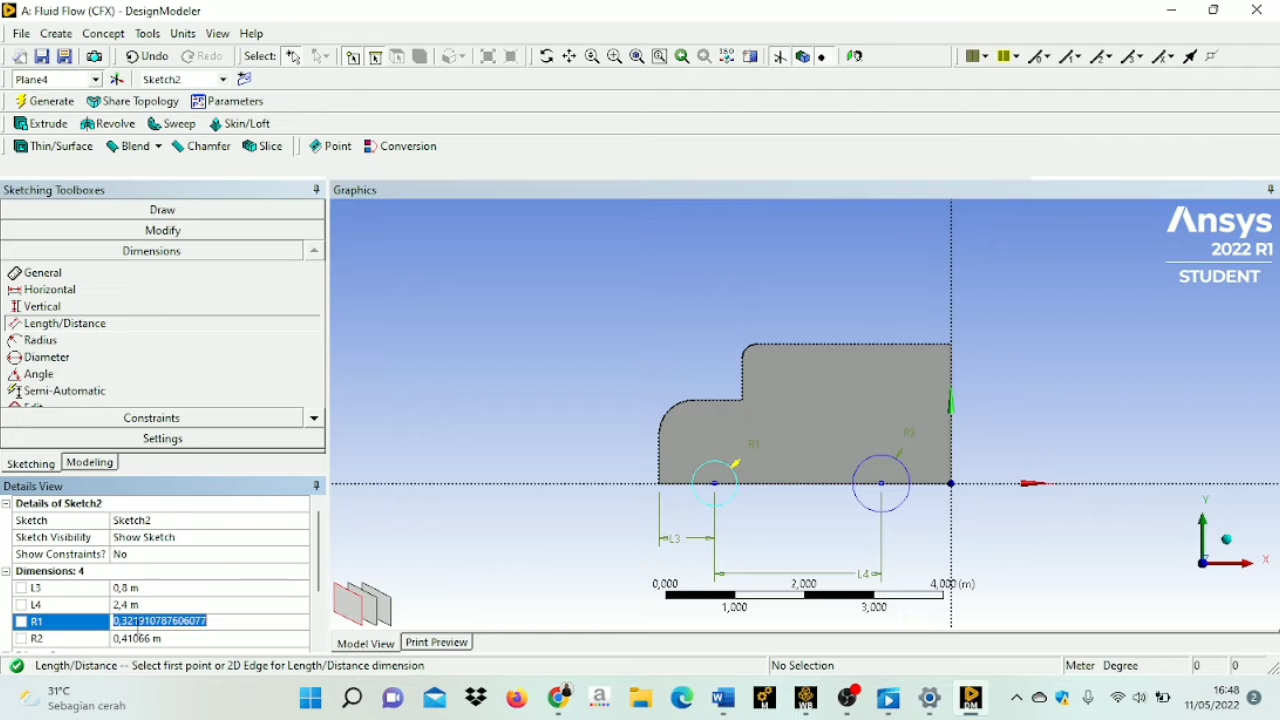 A: Fluid Flow (CFX) - DesignModeler
File Create Concept Tools Units View Help
Undo Redo Select: ISO
Plane4 Sketch2
Generate Share Topology Parameters
Extrude Revolve Sweep Skin/Loft
Thin/Surface Blend Chamfer Slice Point Conversion
Sketching Toolboxes
Draw
Modify
Dimensions
General
Horizontal
Vertical
Length/Distance
Radius
Diameter
Angle
Semi-Automatic
Constraints
Settings
Sketching Modeling
Details View
Details of Sketch2
Sketch Sketch2
Sketch Visibility Show Sketch
Show Constraints? No
Dimensions: 4
L3 0,8 m
L4 2,4 m
R1 0,321910787606077
R2 0,41066 m
Graphics
Ansys
2022 R1
STUDENT
R1
L3
L4
0,000 2,000 4,000 (m)
1,000 3,000
Y
X
Model View Print Preview
Length/Distance -- Select first point or 2D Edge for Length/Distance dimension No Selection Meter Degree 0 0
31°C
Sebagian cerah
16:48
11/05/2022
2